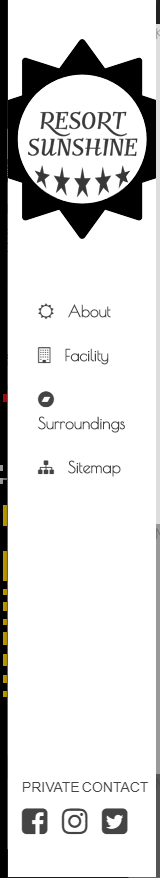 RESORT
SUNSHINE
About
Facility
Surroundings
Sitemap
PRIVATE CONTACT